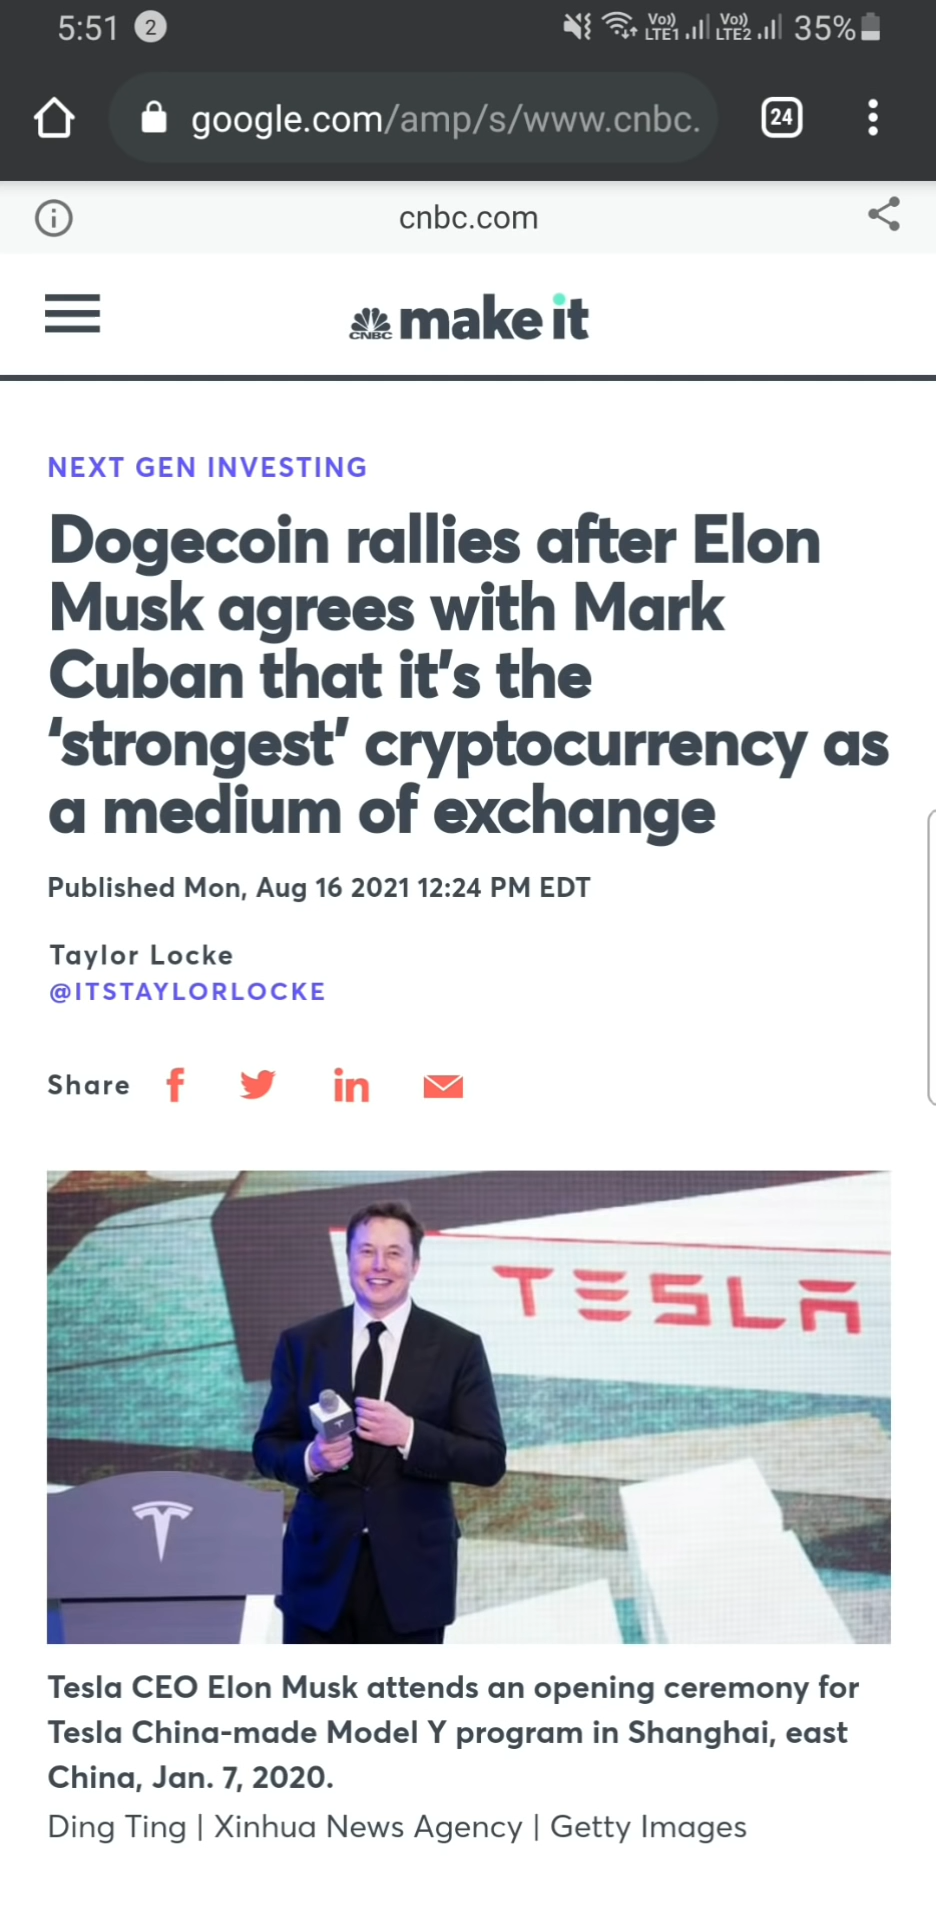 5:51 2 Vo)) LTE1 Vo)) LTE2 35%
google.com/amp/s/www.cnbc. 24
cnbc.com
CNBC make it
NEXT GEN INVESTING
Dogecoin rallies after Elon
Musk agrees with Mark
Cuban that it's the
‘strongest’ cryptocurrency as
a medium of exchange
Published Mon, Aug 16 2021 12:24 PM EDT
Taylor Locke
@ITSTAYLORLOCKE
Share
TESLA
Tesla CEO Elon Musk attends an opening ceremony for
Tesla China-made Model Y program in Shanghai, east
China, Jan. 7, 2020.
Ding Ting | Xinhua News Agency | Getty Images